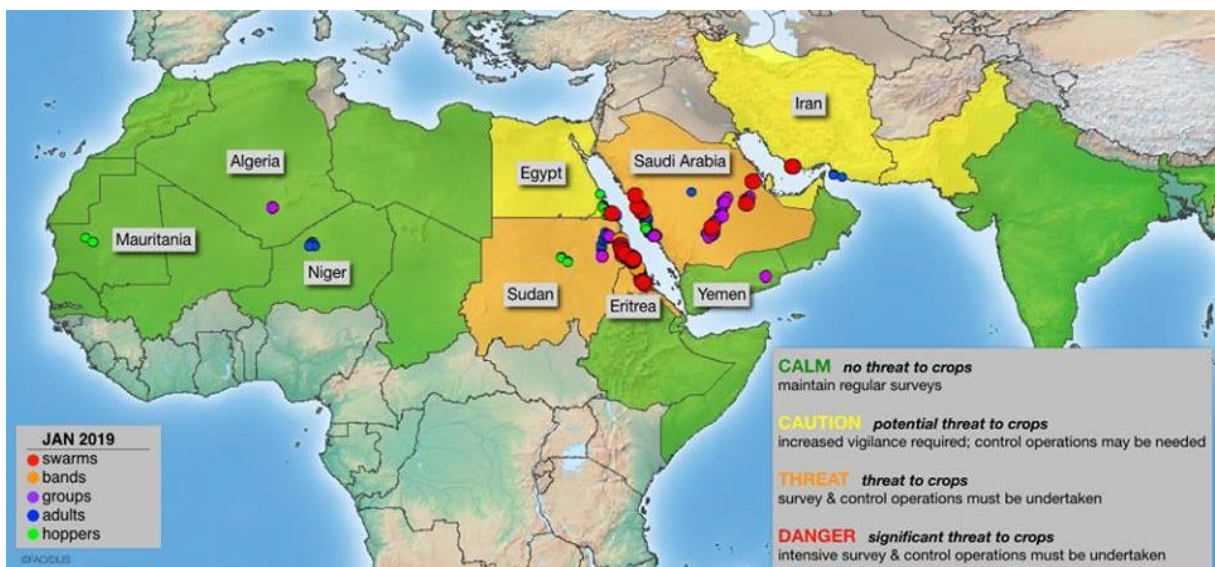 Iran
Algeria
Saudi Arabia
Egypt
Mauritania
Niger
Sudan
Eritrea
Yemen
JAN 2019
swarms
bands
groups
adults
hoppers
©FAO/DLIS
CALM no threat to crops
maintain regular surveys
CAUTION potential threat to crops
increased vigilance required; control operations may be needed
THREAT threat to crops
survey & control operations must be undertaken
DANGER significant threat to crops
intensive survey & control operations must be undertaken